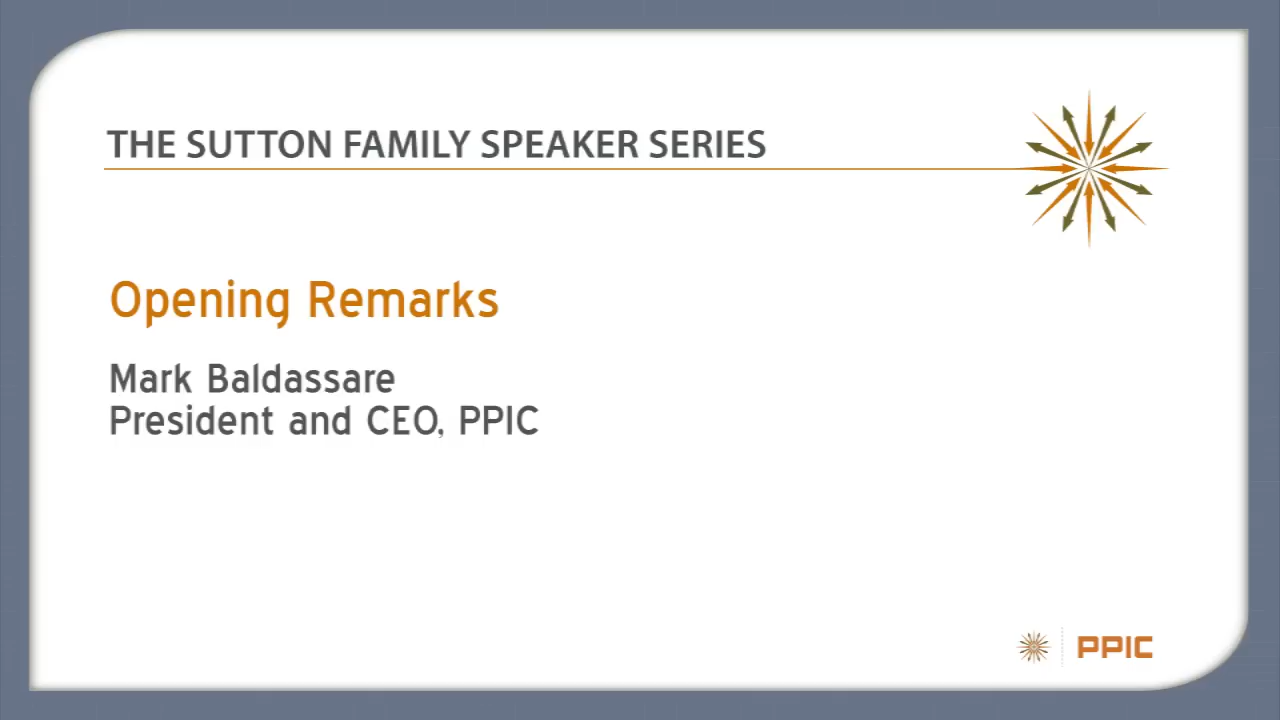 THE SUTTON FAMILY SPEAKER SERIES
Opening Remarks
Mark Baldassare
President and CEO, PPIC
PPIC